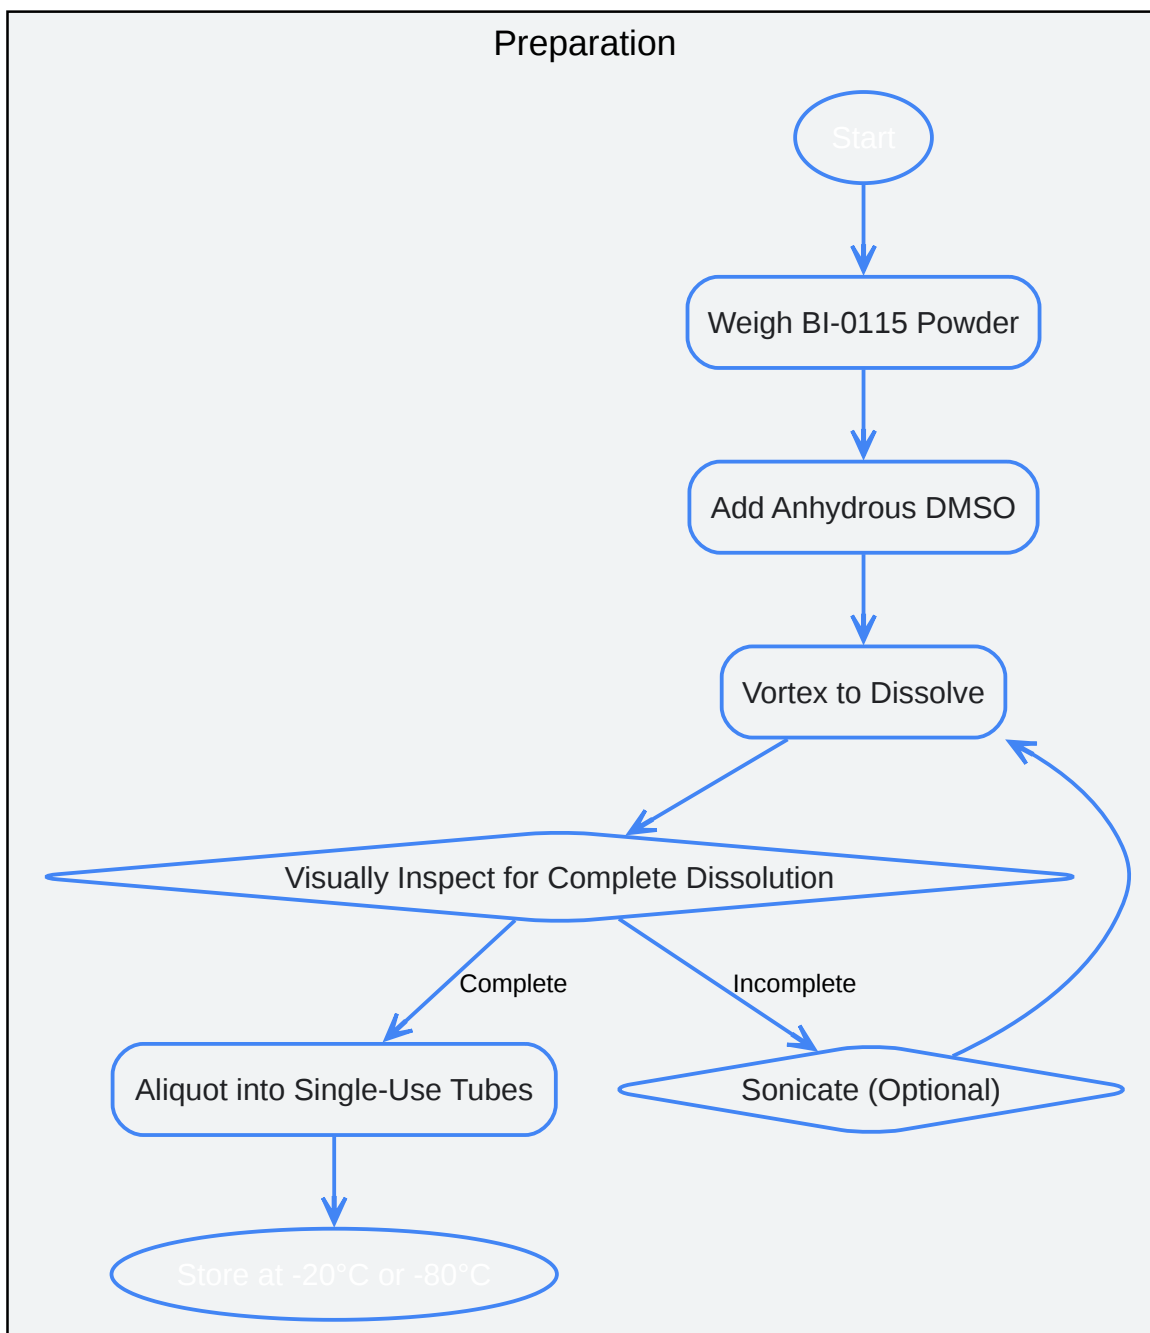 Preparation
Start
Weigh BI-0115 Powder
Add Anhydrous DMSO
Vortex to Dissolve
Visually Inspect for Complete Dissolution
Complete
Incomplete
Aliquot into Single-Use Tubes
Sonicate (Optional)
Store at -20°C or -80°C